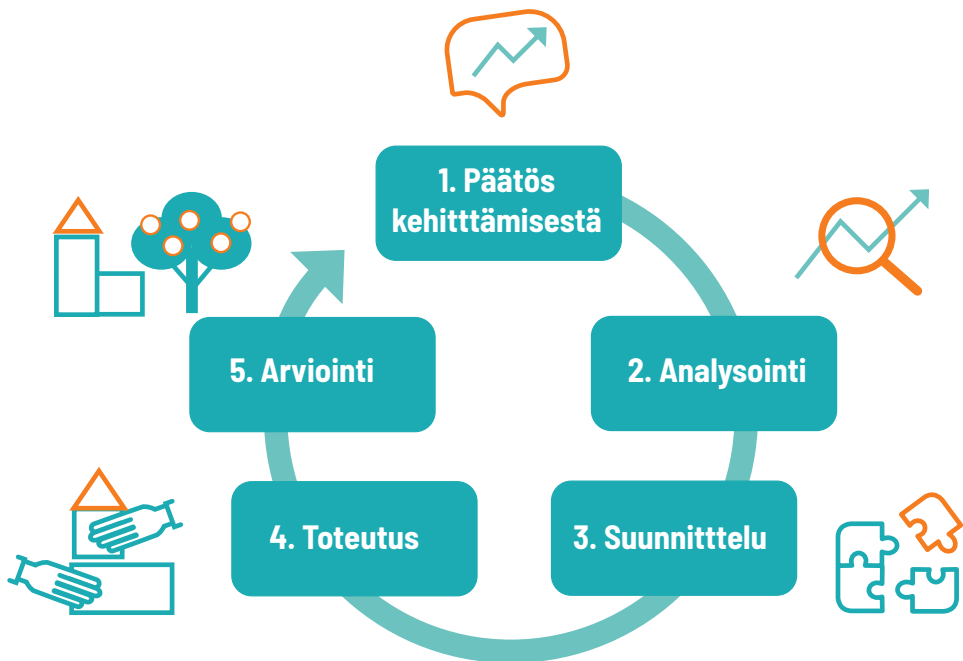 1. Päätös
kehitttämisestä
2. Analysointi
3. Suunnitttelu
4. Toteutus
5. Arviointi